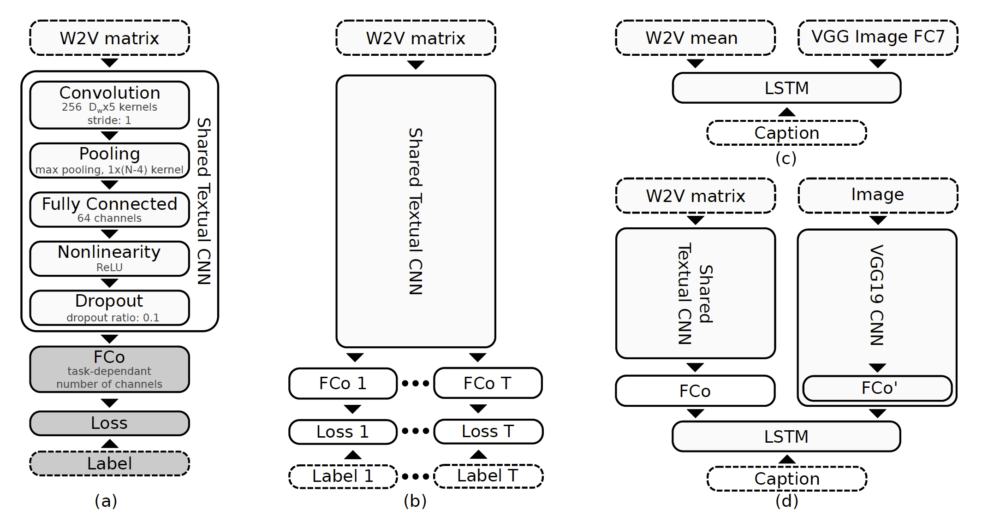 W2V matrix
Convolution
256 Dwx5 kernels
stride: 1
Pooling
max pooling, 1x(N-4) kernel
Fully Connected
64 channels
Nonlinearity
ReLU
Dropout
dropout ratio: 0.1
Shared Textual CNN
FCo
task-dependant
number of channels
Loss
Label
(a)
W2V matrix
Shared Textual CNN
FCo 1
FCo T
Loss 1
Loss T
Label 1
Label T
(b)
W2V mean
VGG Image FC7
LSTM
Caption
(c)
W2V matrix
Image
Shared
Textual CNN
VGG19 CNN
FCo
FCo'
LSTM
Caption
(d)